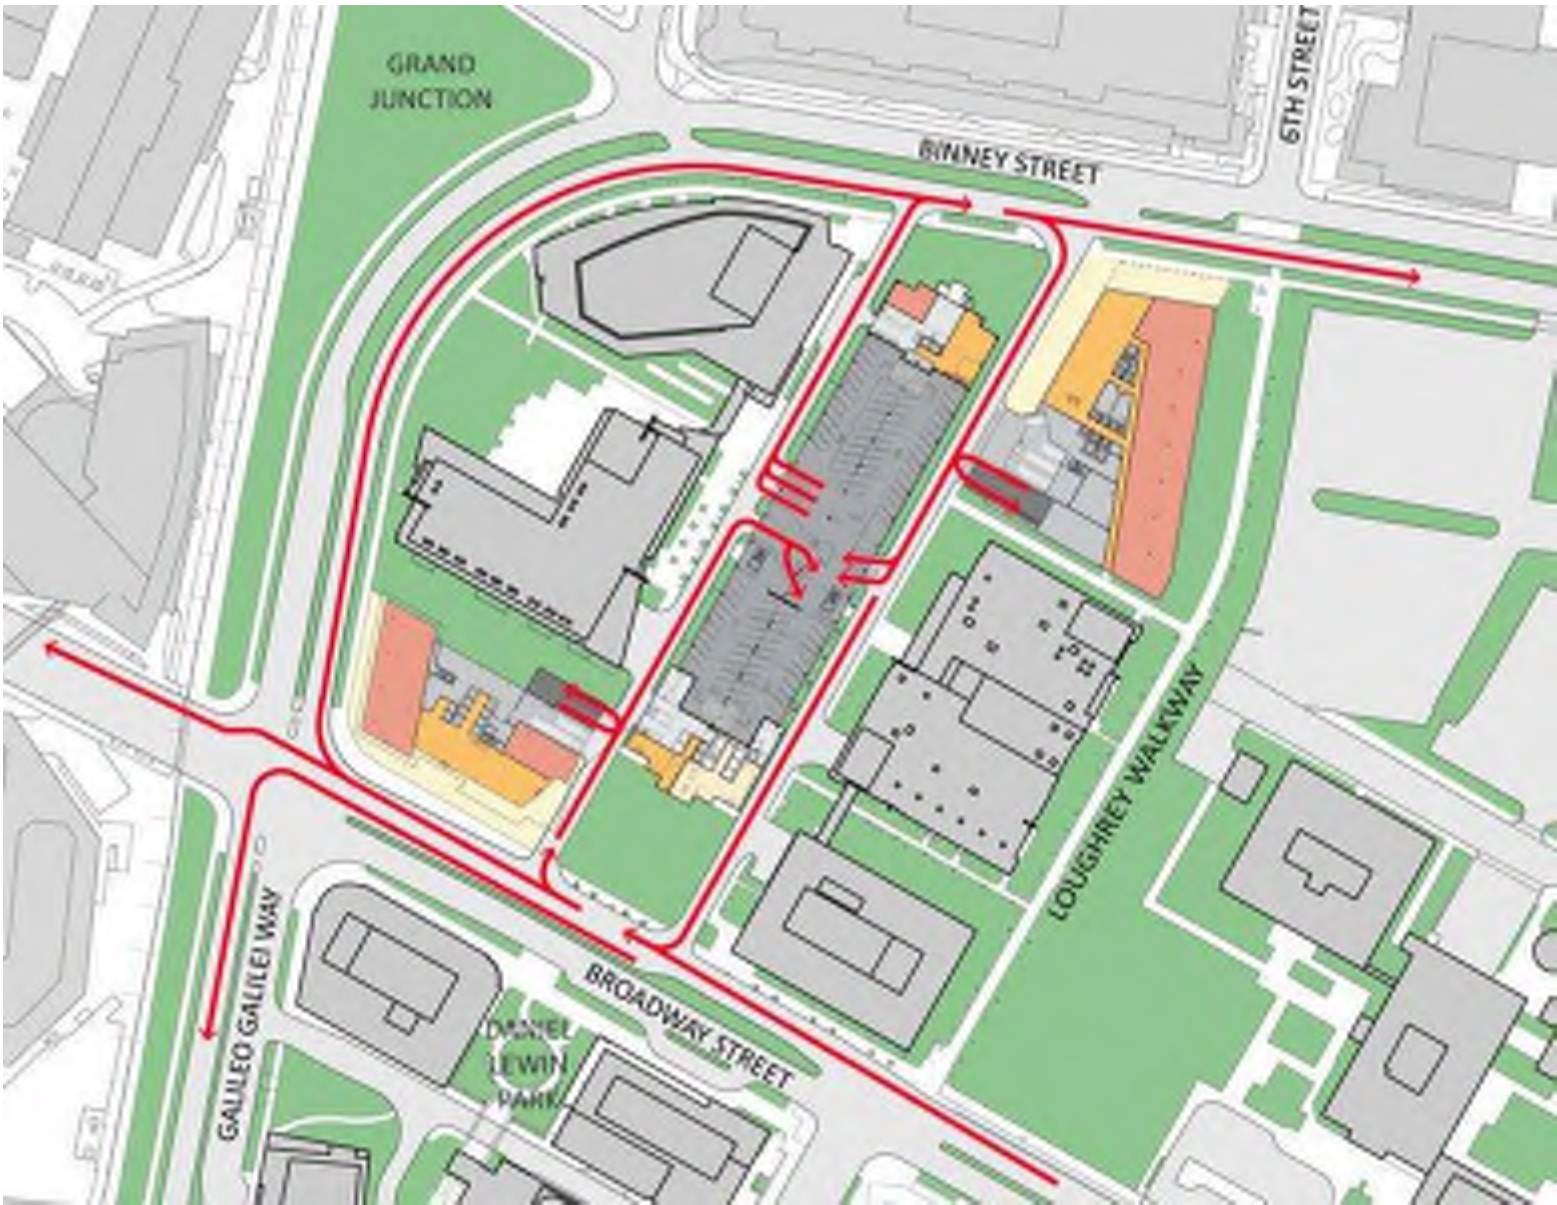 GRAND
JUNCTION
BINNEY STREET
6TH STREET
LOUGHREY WALKWAY
GALILEO GALILEI WAY
BROADWAY STREET
DANIEL
LEWIN
PARK